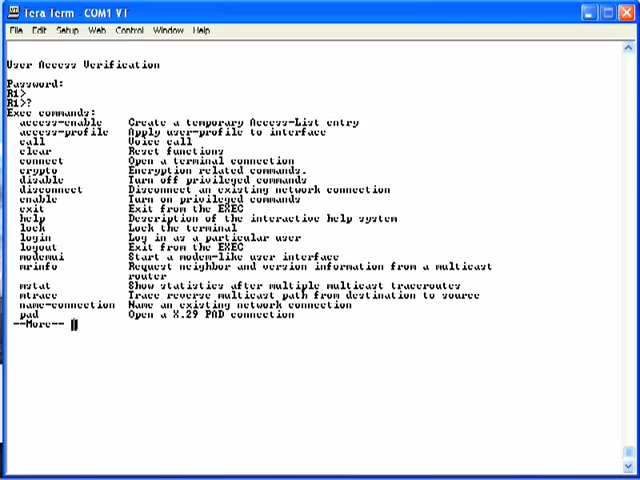 Tera Term - COM1 VT
File Edit Setup Web Control Window Help
User Access Verification
Password:
R1>
R1>?
Exec commands:
access-enable Create a temporary Access-List entry
access-profile Apply user-profile to interface
call Voice call
clear Reset functions
connect Open a terminal connection
crypto Encryption related commands.
disable Turn off privileged commands
disconnect Disconnect an existing network connection
enable Turn on privileged commands
exit Exit from the EXEC
help Description of the interactive help system
lock Lock the terminal
login Log in as a particular user
logout Exit from the EXEC
modemui Start a modem-like user interface
mrinfo Request neighbor and version information from a multicast
router
mstat Show statistics after multiple multicast traceroutes
mtrace Trace reverse multicast path from destination to source
name-connection Name an existing network connection
pad Open a X.29 PAD connection
--More--